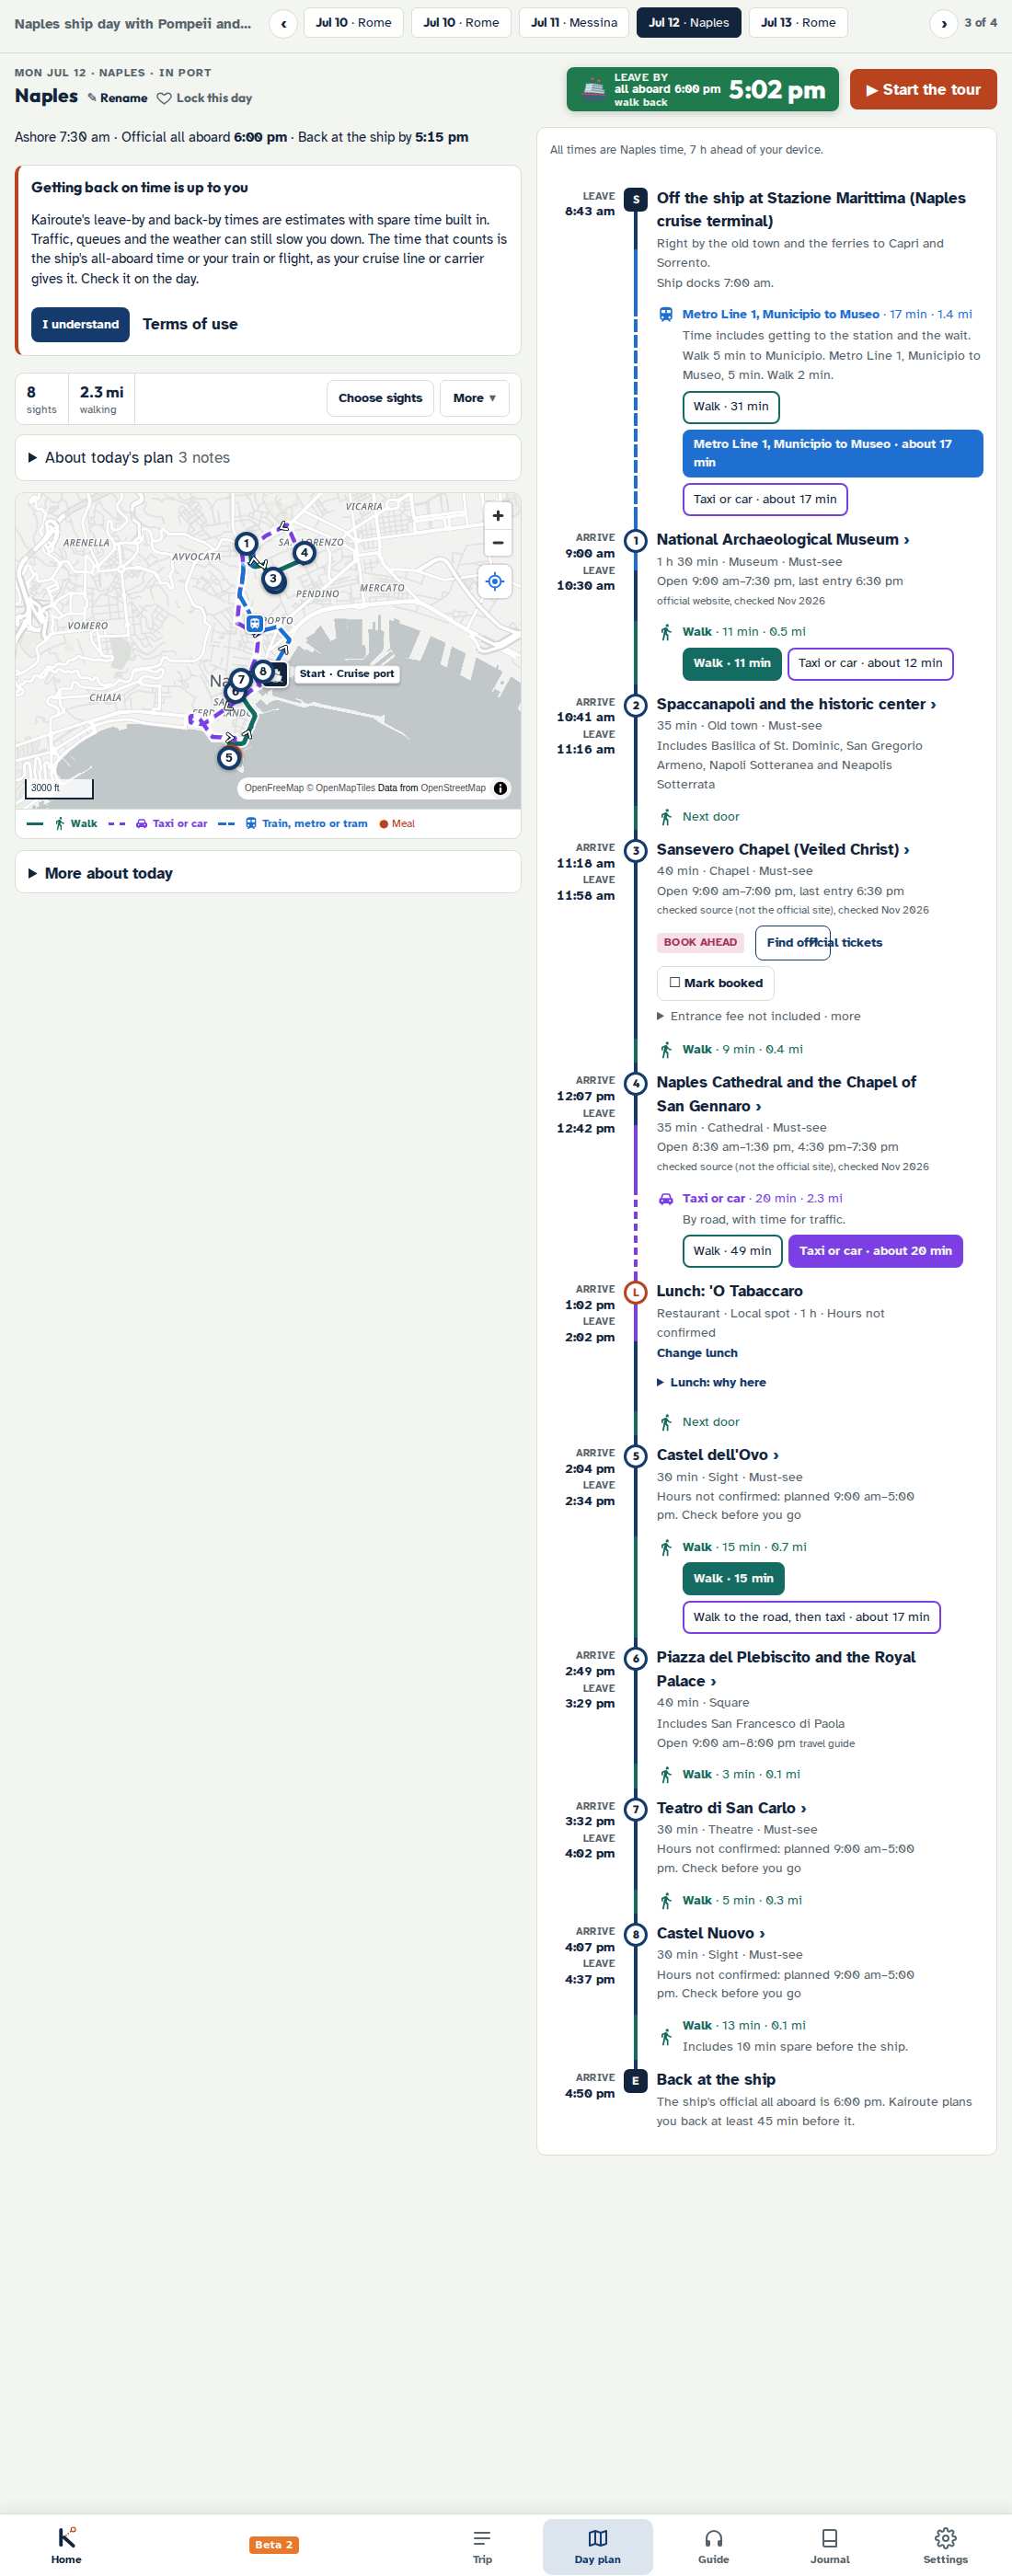 Naples ship day with Pompeii and...
‹
Jul 10 · Rome
Jul 10 · Rome
Jul 11 · Messina
Jul 12 · Naples
Jul 13 · Rome
›
3 of 4
MON JUL 12 · NAPLES · IN PORT
Naples ✎ Rename Lock this day
LEAVE BY
all aboard 6:00 pm
walk back
5:02 pm
▶ Start the tour
Ashore 7:30 am · Official all aboard 6:00 pm · Back at the ship by 5:15 pm
Getting back on time is up to you
Kairoute's leave-by and back-by times are estimates with spare time built in.
Traffic, queues and the weather can still slow you down. The time that counts is
the ship's all-aboard time or your train or flight, as your cruise line or carrier
gives it. Check it on the day.
I understand
Terms of use
8
sights
2.3 mi
walking
Choose sights
More ▼
▶ About today's plan 3 notes
VICARIA
ARENELLA
AVVOCATA
PENDINO
MERCATO
VOMERO
CHIAIA
1
4
3
7
8
6
5
Start · Cruise port
+
−
3000 ft
OpenFreeMap © OpenMapTiles Data from OpenStreetMap
Walk
Taxi or car
Train, metro or tram
Meal
▶ More about today
All times are Naples time, 7 h ahead of your device.
LEAVE
8:43 am
S
Off the ship at Stazione Marittima (Naples
cruise terminal)
Right by the old town and the ferries to Capri and
Sorrento.
Ship docks 7:00 am.
Metro Line 1, Municipio to Museo · 17 min · 1.4 mi
Time includes getting to the station and the wait.
Walk 5 min to Municipio. Metro Line 1, Municipio to
Museo, 5 min. Walk 2 min.
Walk · 31 min
Metro Line 1, Municipio to Museo · about 17
min
Taxi or car · about 17 min
ARRIVE
9:00 am
LEAVE
10:30 am
1
National Archaeological Museum ›
1 h 30 min · Museum · Must-see
Open 9:00 am–7:30 pm, last entry 6:30 pm
official website, checked Nov 2026
Walk · 11 min · 0.5 mi
Walk · 11 min
Taxi or car · about 12 min
ARRIVE
10:41 am
LEAVE
11:16 am
2
Spaccanapoli and the historic center ›
35 min · Old town · Must-see
Includes Basilica of St. Dominic, San Gregorio
Armeno, Napoli Sotteranea and Neapolis
Sotterrata
Next door
ARRIVE
11:18 am
LEAVE
11:58 am
3
Sansevero Chapel (Veiled Christ) ›
40 min · Chapel · Must-see
Open 9:00 am–7:00 pm, last entry 6:30 pm
checked source (not the official site), checked Nov 2026
BOOK AHEAD
Find official tickets
☐ Mark booked
▶ Entrance fee not included · more
Walk · 9 min · 0.4 mi
ARRIVE
12:07 pm
LEAVE
12:42 pm
4
Naples Cathedral and the Chapel of
San Gennaro ›
35 min · Cathedral · Must-see
Open 8:30 am–1:30 pm, 4:30 pm–7:30 pm
checked source (not the official site), checked Nov 2026
Taxi or car · 20 min · 2.3 mi
By road, with time for traffic.
Walk · 49 min
Taxi or car · about 20 min
ARRIVE
1:02 pm
LEAVE
2:02 pm
L
Lunch: 'O Tabaccaro
Restaurant · Local spot · 1 h · Hours not
confirmed
Change lunch
▶ Lunch: why here
Next door
ARRIVE
2:04 pm
LEAVE
2:34 pm
5
Castel dell'Ovo ›
30 min · Sight · Must-see
Hours not confirmed: planned 9:00 am–5:00
pm. Check before you go
Walk · 15 min · 0.7 mi
Walk · 15 min
Walk to the road, then taxi · about 17 min
ARRIVE
2:49 pm
LEAVE
3:29 pm
6
Piazza del Plebiscito and the Royal
Palace ›
40 min · Square
Includes San Francesco di Paola
Open 9:00 am–8:00 pm travel guide
Walk · 3 min · 0.1 mi
ARRIVE
3:32 pm
LEAVE
4:02 pm
7
Teatro di San Carlo ›
30 min · Theatre · Must-see
Hours not confirmed: planned 9:00 am–5:00
pm. Check before you go
Walk · 5 min · 0.3 mi
ARRIVE
4:07 pm
LEAVE
4:37 pm
8
Castel Nuovo ›
30 min · Sight · Must-see
Hours not confirmed: planned 9:00 am–5:00
pm. Check before you go
Walk · 13 min · 0.1 mi
Includes 10 min spare before the ship.
ARRIVE
4:50 pm
E
Back at the ship
The ship's official all aboard is 6:00 pm. Kairoute plans
you back at least 45 min before it.
Home
Beta 2
Trip
Day plan
Guide
Journal
Settings